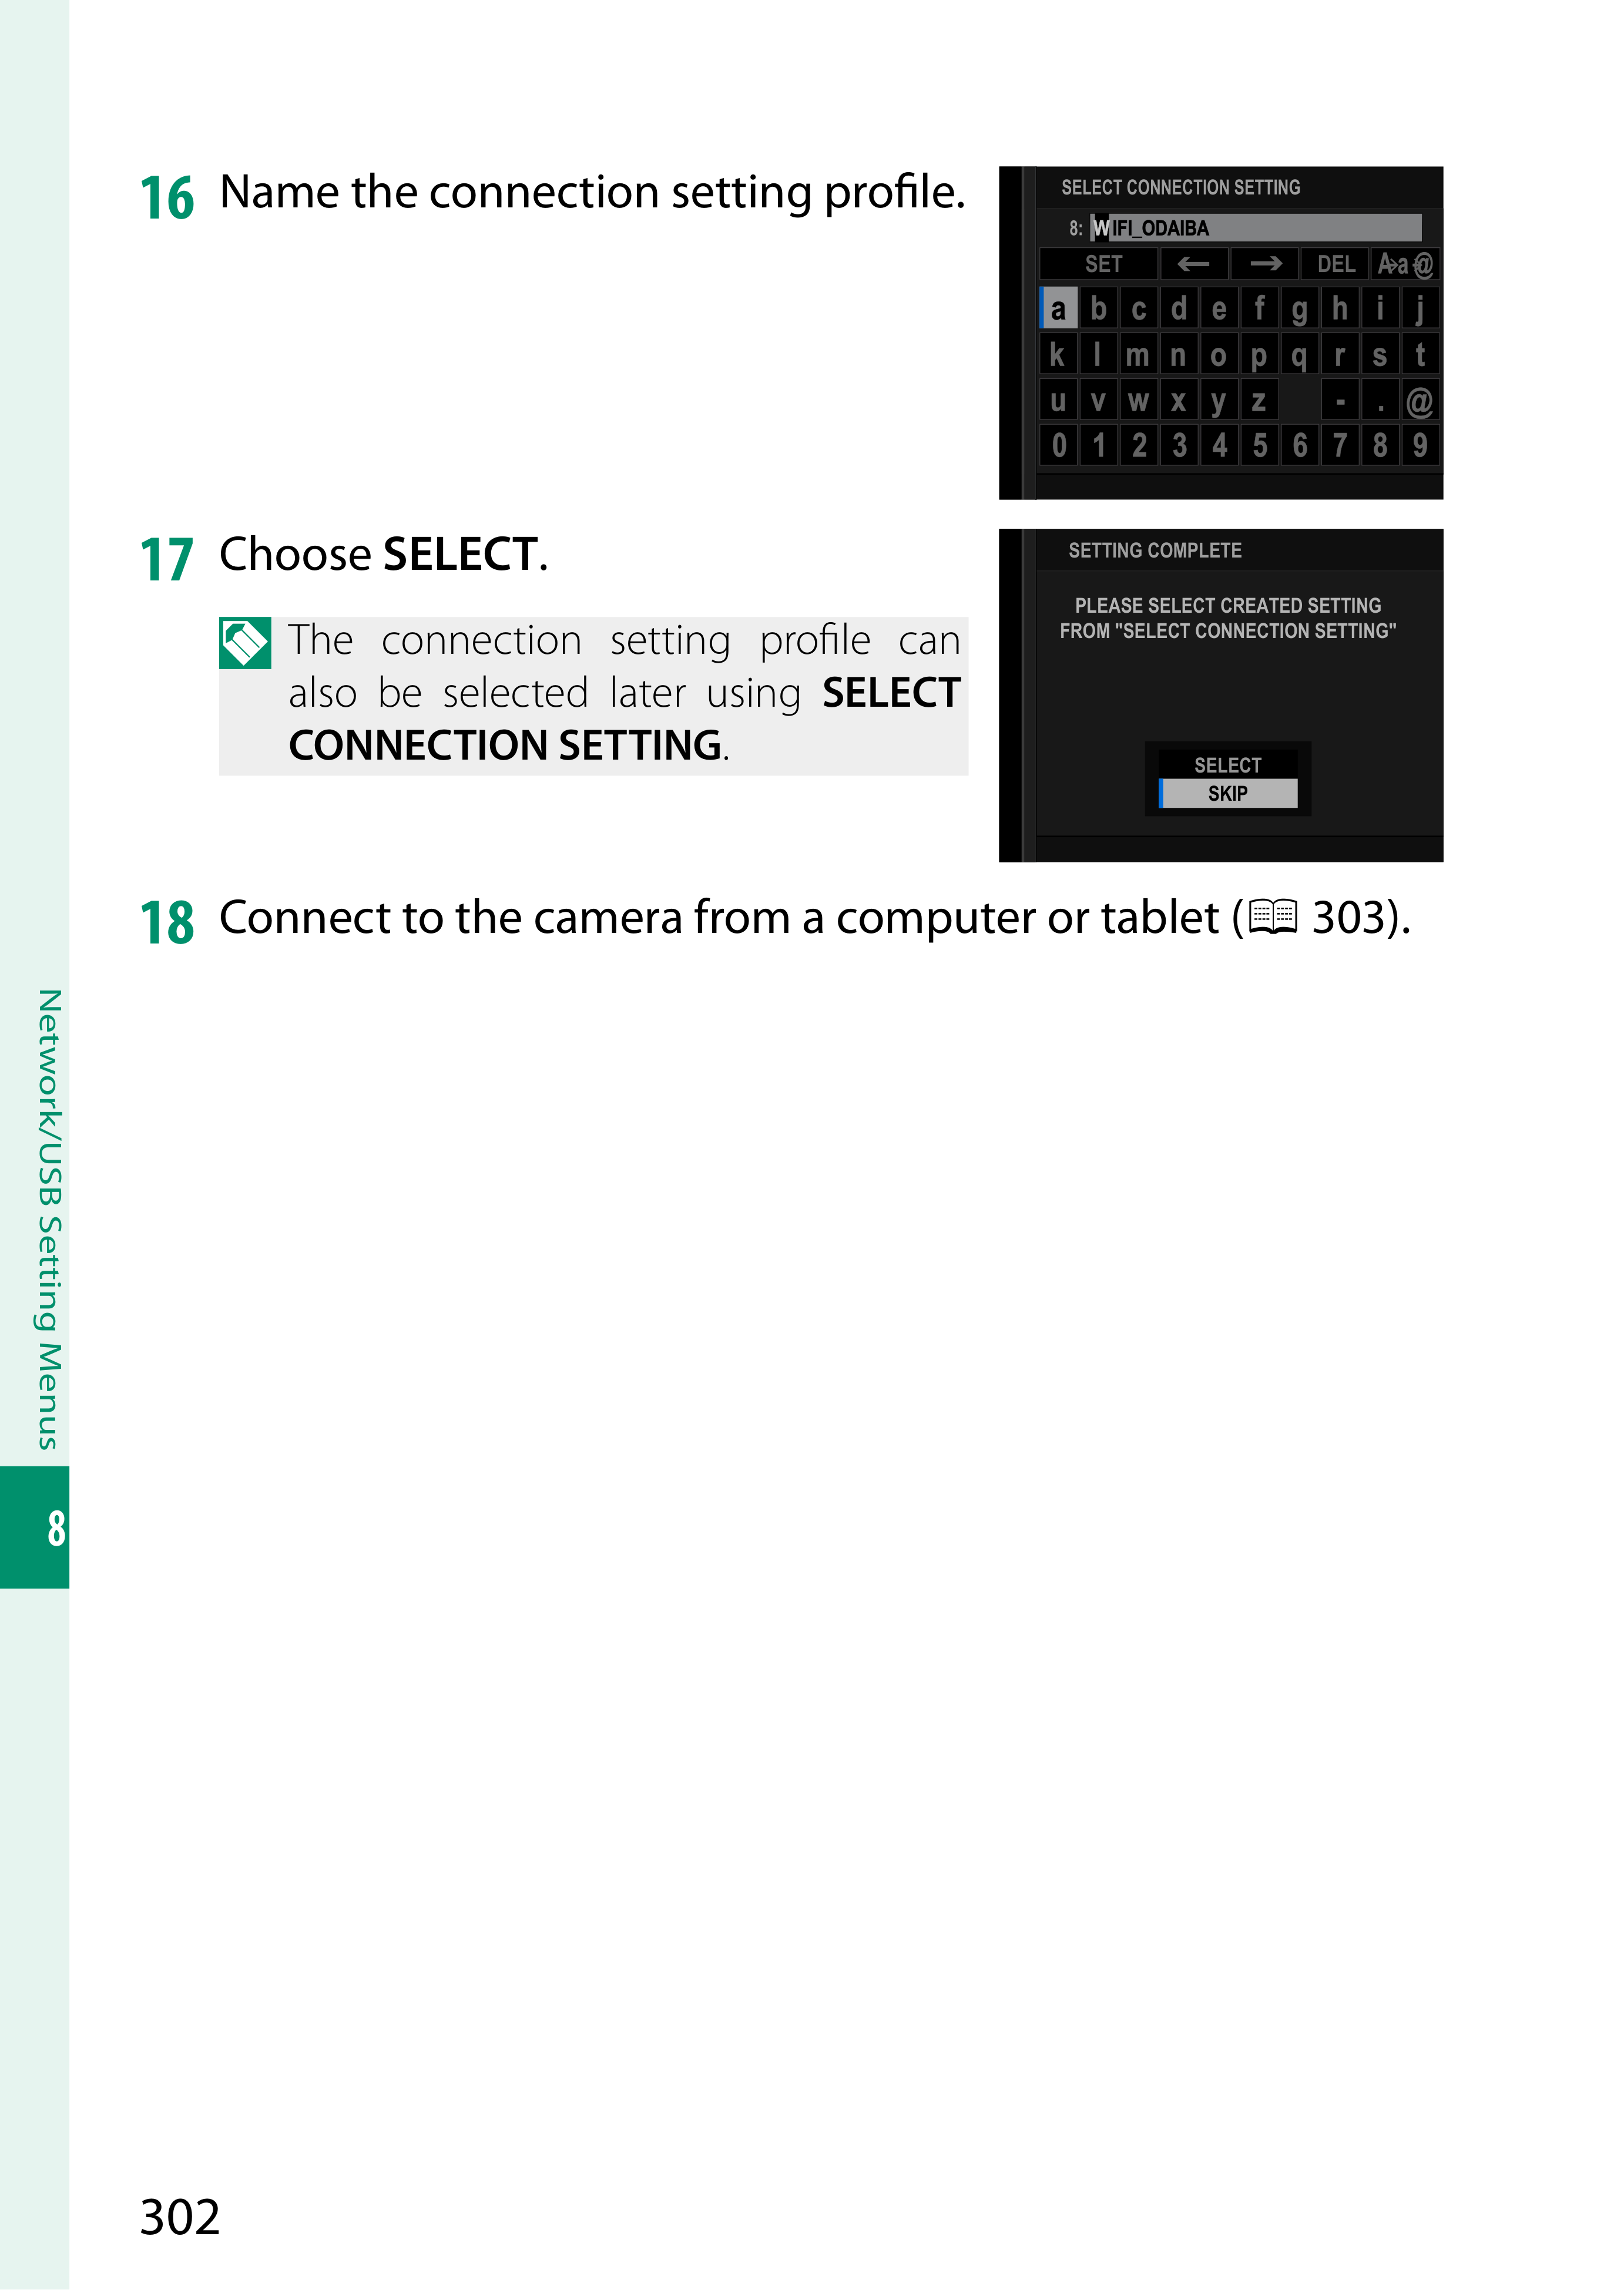 16 Name the connection setting profile.
SELECT CONNECTION SETTING
8: WIFI_ODAIBA
SET ← → DEL A→a→@
a b c d e f g h i j
k l m n o p q r s t
u v w x y z - . @
0 1 2 3 4 5 6 7 8 9
17 Choose SELECT.
The connection setting profile can
also be selected later using SELECT
CONNECTION SETTING.
SETTING COMPLETE
PLEASE SELECT CREATED SETTING
FROM "SELECT CONNECTION SETTING"
SELECT
SKIP
18 Connect to the camera from a computer or tablet (📖 303).
Network/USB Setting Menus
8
302